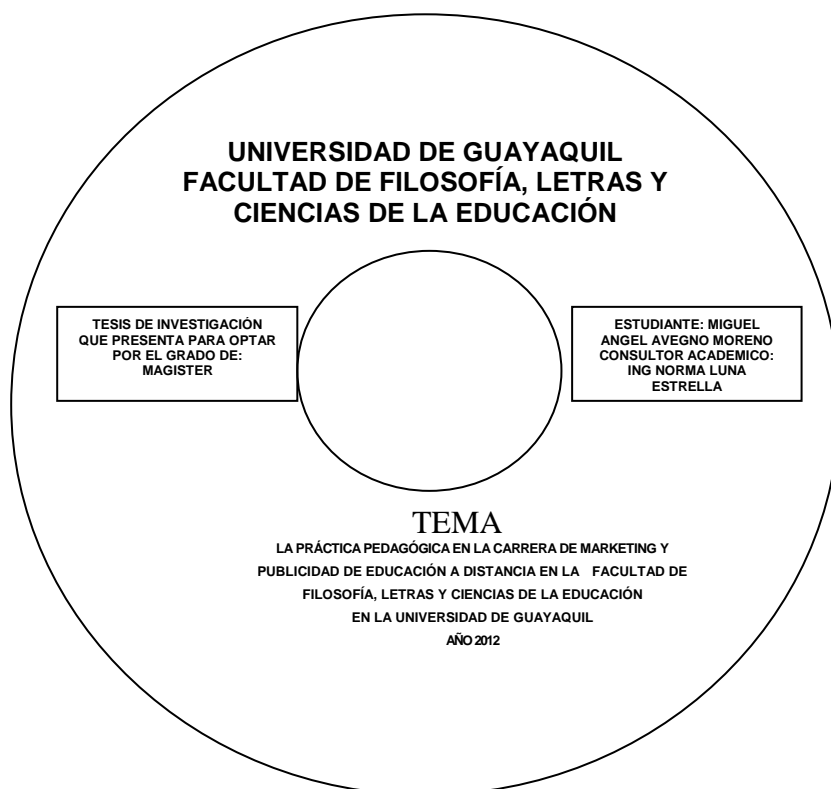 UNIVERSIDAD DE GUAYAQUIL
FACULTAD DE FILOSOFÍA, LETRAS Y
CIENCIAS DE LA EDUCACIÓN
TESIS DE INVESTIGACIÓN
QUE PRESENTA PARA OPTAR
POR EL GRADO DE:
MAGISTER
ESTUDIANTE: MIGUEL
ANGEL AVEGNO MORENO
CONSULTOR ACADEMICO:
ING NORMA LUNA
ESTRELLA
TEMA
LA PRÁCTICA PEDAGÓGICA EN LA CARRERA DE MARKETING Y
PUBLICIDAD DE EDUCACIÓN A DISTANCIA EN LA FACULTAD DE
FILOSOFÍA, LETRAS Y CIENCIAS DE LA EDUCACIÓN
EN LA UNIVERSIDAD DE GUAYAQUIL
AÑO 2012